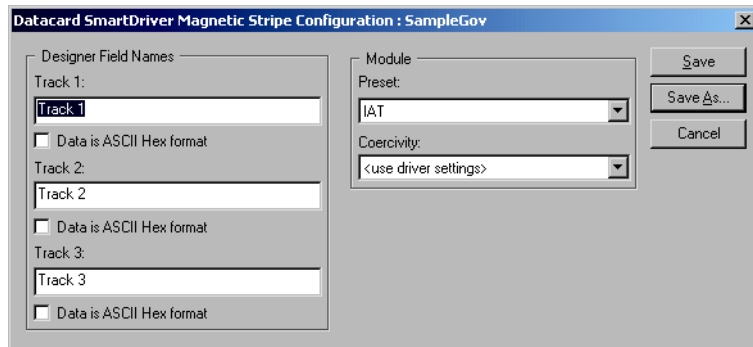 Datacard SmartDriver Magnetic Stripe Configuration : SampleGov
Designer Field Names
Track 1:
Track 1
Data is ASCII Hex format
Track 2:
Track 2
Data is ASCII Hex format
Track 3:
Track 3
Data is ASCII Hex format
Module
Preset:
IAT
Coercivity:
<use driver settings>
Save
Save As...
Cancel